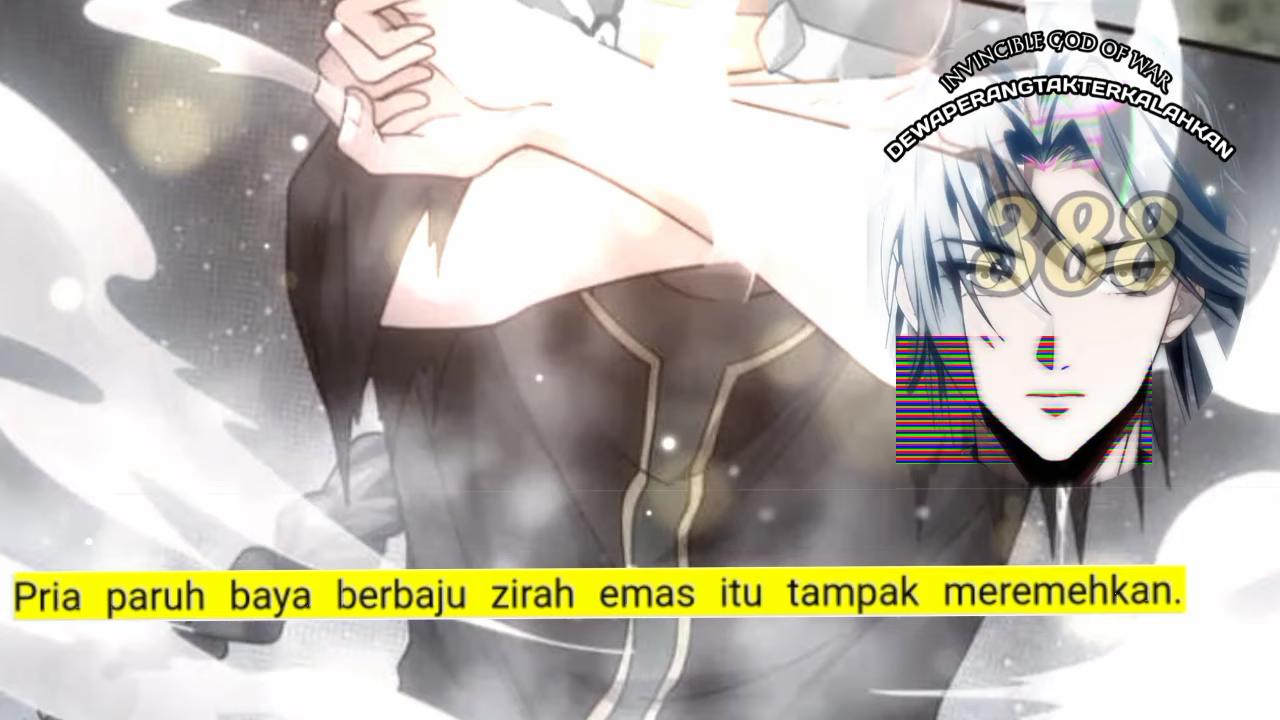 INVINCIBLE GOD OF WAR
DEWAPERANGTAKTERKALAHKAN
388
Pria paruh baya berbaju zirah emas itu tampak meremehkan.